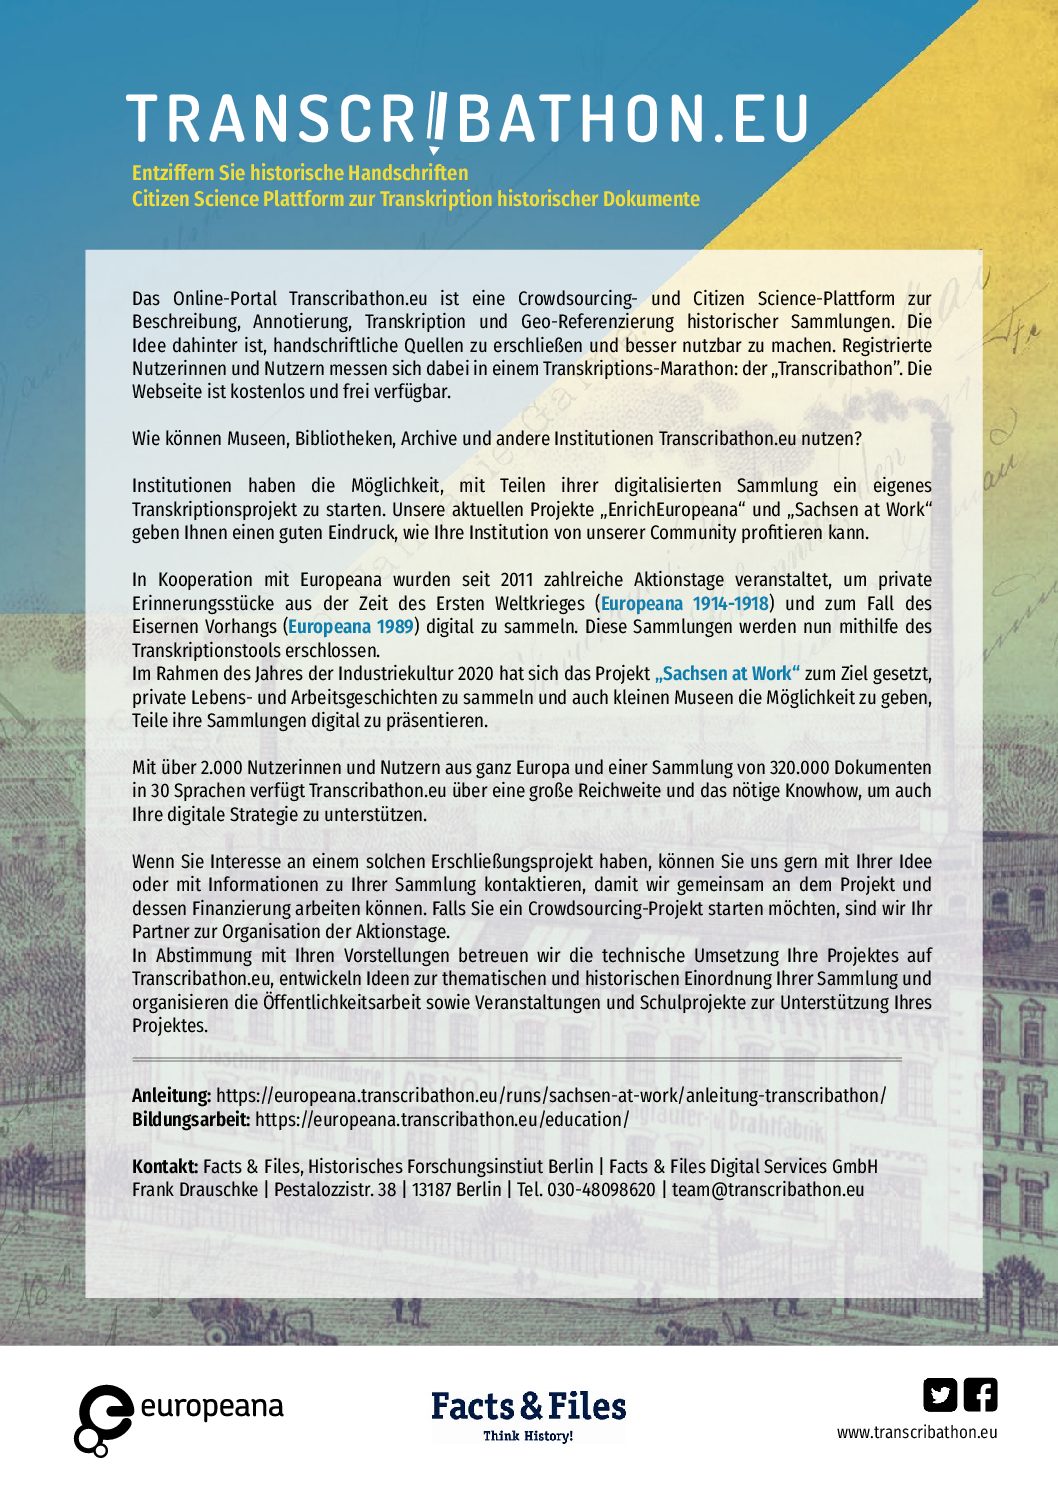 TRANSCRIBATHON.EU
Entziffern Sie historische Handschriften
Citizen Science Plattform zur Transkription historischer Dokumente
Das Online-Portal Transcribathon.eu ist eine Crowdsourcing- und Citizen Science-Plattform zur
Beschreibung, Annotierung, Transkription und Geo-Referenzierung historischer Sammlungen. Die
Idee dahinter ist, handschriftliche Quellen zu erschließen und besser nutzbar zu machen. Registrierte
Nutzerinnen und Nutzern messen sich dabei in einem Transkriptions-Marathon: der „Transcribathon”. Die
Webseite ist kostenlos und frei verfügbar.
Wie können Museen, Bibliotheken, Archive und andere Institutionen Transcribathon.eu nutzen?
Institutionen haben die Möglichkeit, mit Teilen ihrer digitalisierten Sammlung ein eigenes
Transkriptionsprojekt zu starten. Unsere aktuellen Projekte „EnrichEuropeana“ und „Sachsen at Work“
geben Ihnen einen guten Eindruck, wie Ihre Institution von unserer Community profitieren kann.
In Kooperation mit Europeana wurden seit 2011 zahlreiche Aktionstage veranstaltet, um private
Erinnerungsstücke aus der Zeit des Ersten Weltkrieges (Europeana 1914-1918) und zum Fall des
Eisernen Vorhangs (Europeana 1989) digital zu sammeln. Diese Sammlungen werden nun mithilfe des
Transkriptionstools erschlossen.
Im Rahmen des Jahres der Industriekultur 2020 hat sich das Projekt „Sachsen at Work“ zum Ziel gesetzt,
private Lebens- und Arbeitsgeschichten zu sammeln und auch kleinen Museen die Möglichkeit zu geben,
Teile ihre Sammlungen digital zu präsentieren.
Mit über 2.000 Nutzerinnen und Nutzern aus ganz Europa und einer Sammlung von 320.000 Dokumenten
in 30 Sprachen verfügt Transcribathon.eu über eine große Reichweite und das nötige Knowhow, um auch
Ihre digitale Strategie zu unterstützen.
Wenn Sie Interesse an einem solchen Erschließungsprojekt haben, können Sie uns gern mit Ihrer Idee
oder mit Informationen zu Ihrer Sammlung kontaktieren, damit wir gemeinsam an dem Projekt und
dessen Finanzierung arbeiten können. Falls Sie ein Crowdsourcing-Projekt starten möchten, sind wir Ihr
Partner zur Organisation der Aktionstage.
In Abstimmung mit Ihren Vorstellungen betreuen wir die technische Umsetzung Ihre Projektes auf
Transcribathon.eu, entwickeln Ideen zur thematischen und historischen Einordnung Ihrer Sammlung und
organisieren die Öffentlichkeitsarbeit sowie Veranstaltungen und Schulprojekte zur Unterstützung Ihres
Projektes.
Anleitung: https://europeana.transcribathon.eu/runs/sachsen-at-work/anleitung-transcribathon/
Bildungsarbeit: https://europeana.transcribathon.eu/education/
Kontakt: Facts & Files, Historisches Forschungsinstiut Berlin | Facts & Files Digital Services GmbH
Frank Drauschke | Pestalozzistr. 38 | 13187 Berlin | Tel. 030-48098620 | team@transcribathon.eu
europeana
Facts & Files
Think History!
www.transcribathon.eu